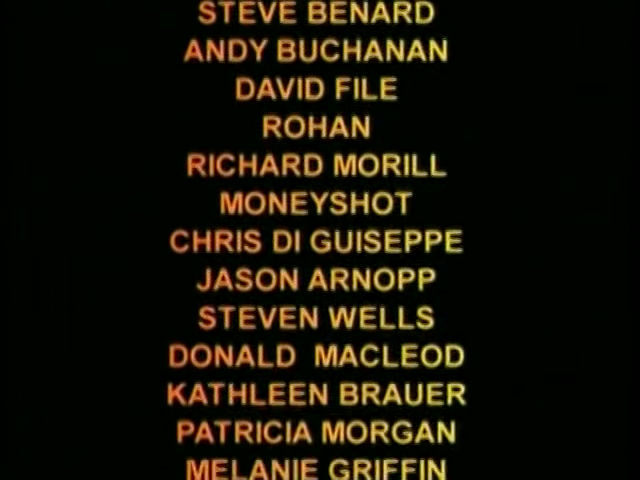 STEVE BENARD
ANDY BUCHANAN
DAVID FILE
ROHAN
RICHARD MORILL
MONEYSHOT
CHRIS DI GUISEPPE
JASON ARNOPP
STEVEN WELLS
DONALD MACLEOD
KATHLEEN BRAUER
PATRICIA MORGAN
MELANIE GRIFFIN